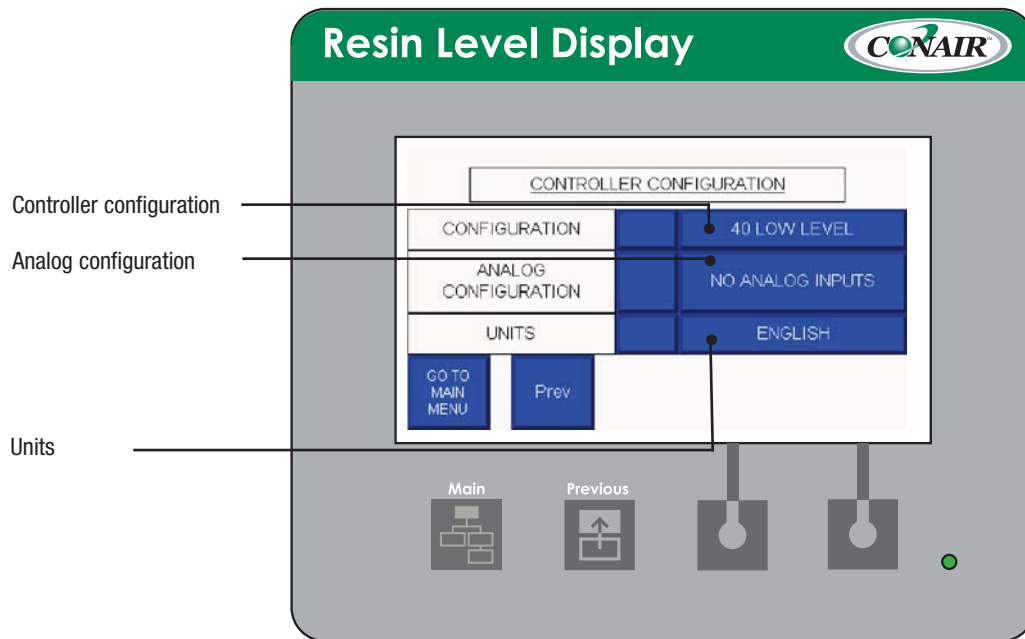 Resin Level Display
CONAIR
CONTROLLER CONFIGURATION
Controller configuration
CONFIGURATION
40 LOW LEVEL
Analog configuration
ANALOG
CONFIGURATION
NO ANALOG INPUTS
UNITS
ENGLISH
GO TO
MAIN
MENU
Prev
Units
Main
Previous